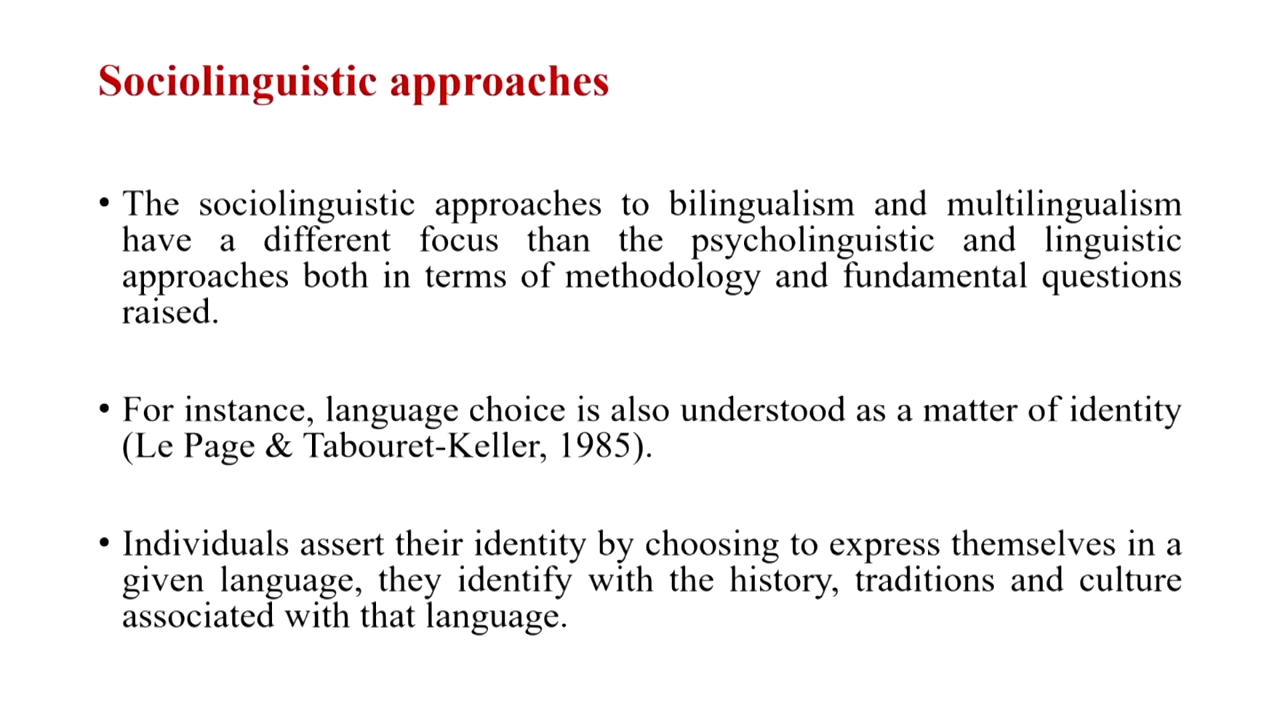 Sociolinguistic approaches
• The sociolinguistic approaches to bilingualism and multilingualism
have a different focus than the psycholinguistic and linguistic
approaches both in terms of methodology and fundamental questions
raised.
• For instance, language choice is also understood as a matter of identity
(Le Page & Tabouret-Keller, 1985).
• Individuals assert their identity by choosing to express themselves in a
given language, they identify with the history, traditions and culture
associated with that language.